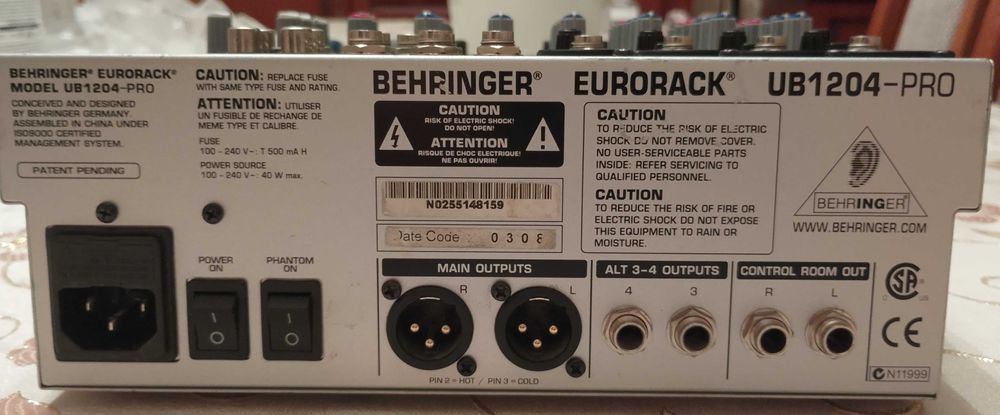 BEHRINGER® EURORACK®
MODEL UB1204-PRO
CONCEIVED AND DESIGNED
BY BEHRINGER GERMANY.
ASSEMBLED IN CHINA UNDER
ISO9000 CERTIFIED
MANAGEMENT SYSTEM.
PATENT PENDING
CAUTION: REPLACE FUSE
WITH SAME TYPE FUSE AND RATING.
ATTENTION: UTILISER
UN FUSIBLE DE RECHANGE DE
MEME TYPE ET CALIBRE.
FUSE
100 - 240 V~: T 500 mA H
POWER SOURCE
100 - 240 V~: 40 W max.
POWER
ON
PHANTOM
ON
BEHRINGER® EURORACK® UB1204-PRO
CAUTION
RISK OF ELECTRIC SHOCK!
DO NOT OPEN!
ATTENTION
RISQUE DE CHOC ELECTRIQUE!
NE PAS OUVRIR!
N0255148159
Date Code 0308
CAUTION
TO REDUCE THE RISK OF ELECTRIC
SHOCK DO NOT REMOVE COVER.
NO USER-SERVICEABLE PARTS
INSIDE: REFER SERVICING TO
QUALIFIED PERSONNEL.
CAUTION
TO REDUCE THE RISK OF FIRE OR
ELECTRIC SHOCK DO NOT EXPOSE
THIS EQUIPMENT TO RAIN OR
MOISTURE.
BEHRINGER®
WWW.BEHRINGER.COM
MAIN OUTPUTS
R L
PIN 2 = HOT / PIN 3 = COLD
ALT 3-4 OUTPUTS
4 3
CONTROL ROOM OUT
R L
C US
CE
N11999